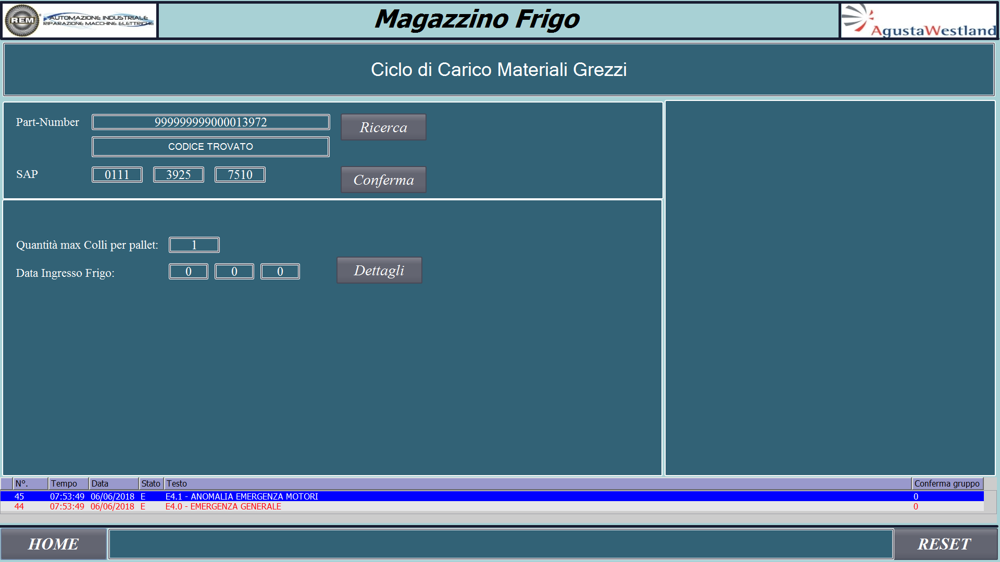 REM AUTOMAZIONE INDUSTRIALE
RIPARAZIONE MACCHINE ELETTRICHE
Magazzino Frigo
AgustaWestland
Ciclo di Carico Materiali Grezzi
Part-Number 999999999000013972 Ricerca
CODICE TROVATO
SAP 0111 3925 7510 Conferma
Quantità max Colli per pallet: 1
Data Ingresso Frigo: 0 0 0 Dettagli
N°. Tempo Data Stato Testo Conferma gruppo
45 07:53:49 06/06/2018 E E4.1 - ANOMALIA EMERGENZA MOTORI 0
44 07:53:49 06/06/2018 E E4.0 - EMERGENZA GENERALE 0
HOME RESET